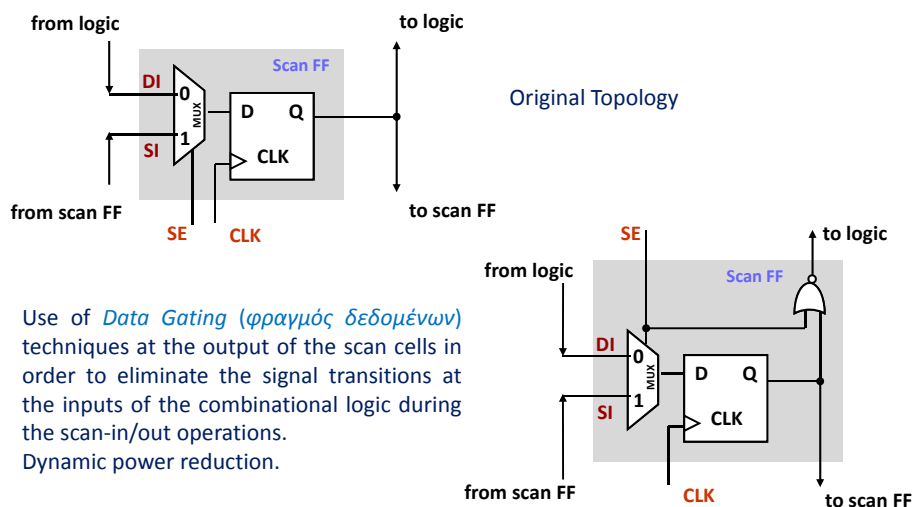 from logic
to logic
Scan FF
DI
0
MUX
1
SI
D
Q
CLK
from scan FF
to scan FF
SE
CLK
Original Topology
SE
to logic
from logic
Scan FF
DI
0
MUX
1
SI
D
Q
CLK
from scan FF
CLK
to scan FF
Use of Data Gating (φραγμός δεδομένων)
techniques at the output of the scan cells in
order to eliminate the signal transitions at
the inputs of the combinational logic during
the scan-in/out operations.
Dynamic power reduction.